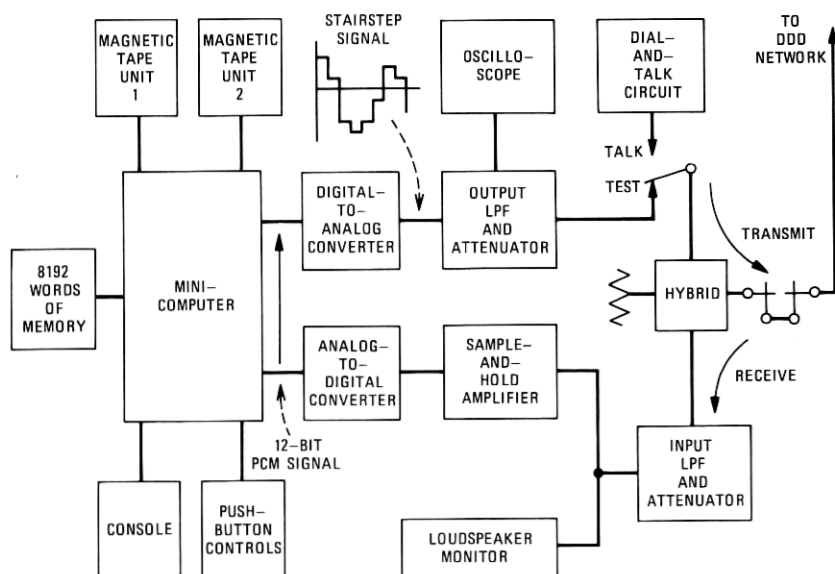 MAGNETIC
TAPE UNIT
1
MAGNETIC
TAPE UNIT
2
STAIRSTEP
SIGNAL
OSCILLO–
SCOPE
DIAL–
AND–
TALK
CIRCUIT
TO
DDD
NETWORK
TALK
TEST
TRANSMIT
8192
WORDS
OF
MEMORY
MINI–
COMPUTER
DIGITAL–
TO–
ANALOG
CONVERTER
OUTPUT
LPF
AND
ATTENUATOR
HYBRID
RECEIVE
ANALOG–
TO–
DIGITAL
CONVERTER
SAMPLE–
AND–
HOLD
AMPLIFIER
12–BIT
PCM SIGNAL
INPUT
LPF
AND
ATTENUATOR
CONSOLE
PUSH–
BUTTON
CONTROLS
LOUDSPEAKER
MONITOR